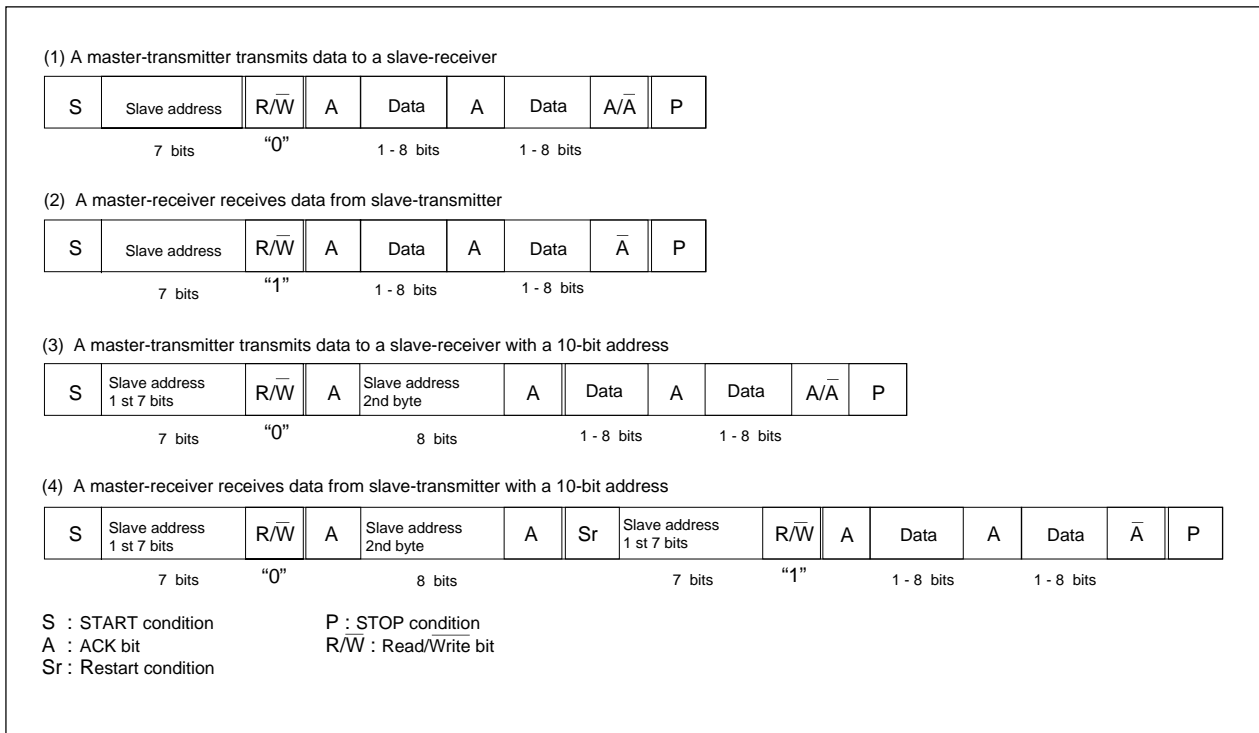 (1) A master-transmitter transmits data to a slave-receiver
S Slave address R/W̅ A Data A Data A/A̅ P
7 bits “0” 1 - 8 bits 1 - 8 bits
(2) A master-receiver receives data from slave-transmitter
S Slave address R/W̅ A Data A Data A̅ P
7 bits “1” 1 - 8 bits 1 - 8 bits
(3) A master-transmitter transmits data to a slave-receiver with a 10-bit address
S Slave address 1 st 7 bits R/W̅ A Slave address 2nd byte A Data A Data A/A̅ P
7 bits “0” 8 bits 1 - 8 bits 1 - 8 bits
(4) A master-receiver receives data from slave-transmitter with a 10-bit address
S Slave address 1 st 7 bits R/W̅ A Slave address 2nd byte A Sr Slave address 1 st 7 bits R/W̅ A Data A Data A̅ P
7 bits “0” 8 bits 7 bits “1” 1 - 8 bits 1 - 8 bits
S : START condition P : STOP condition
A : ACK bit R/W̅ : Read/W̅r̅i̅t̅e̅ bit
Sr : Restart condition